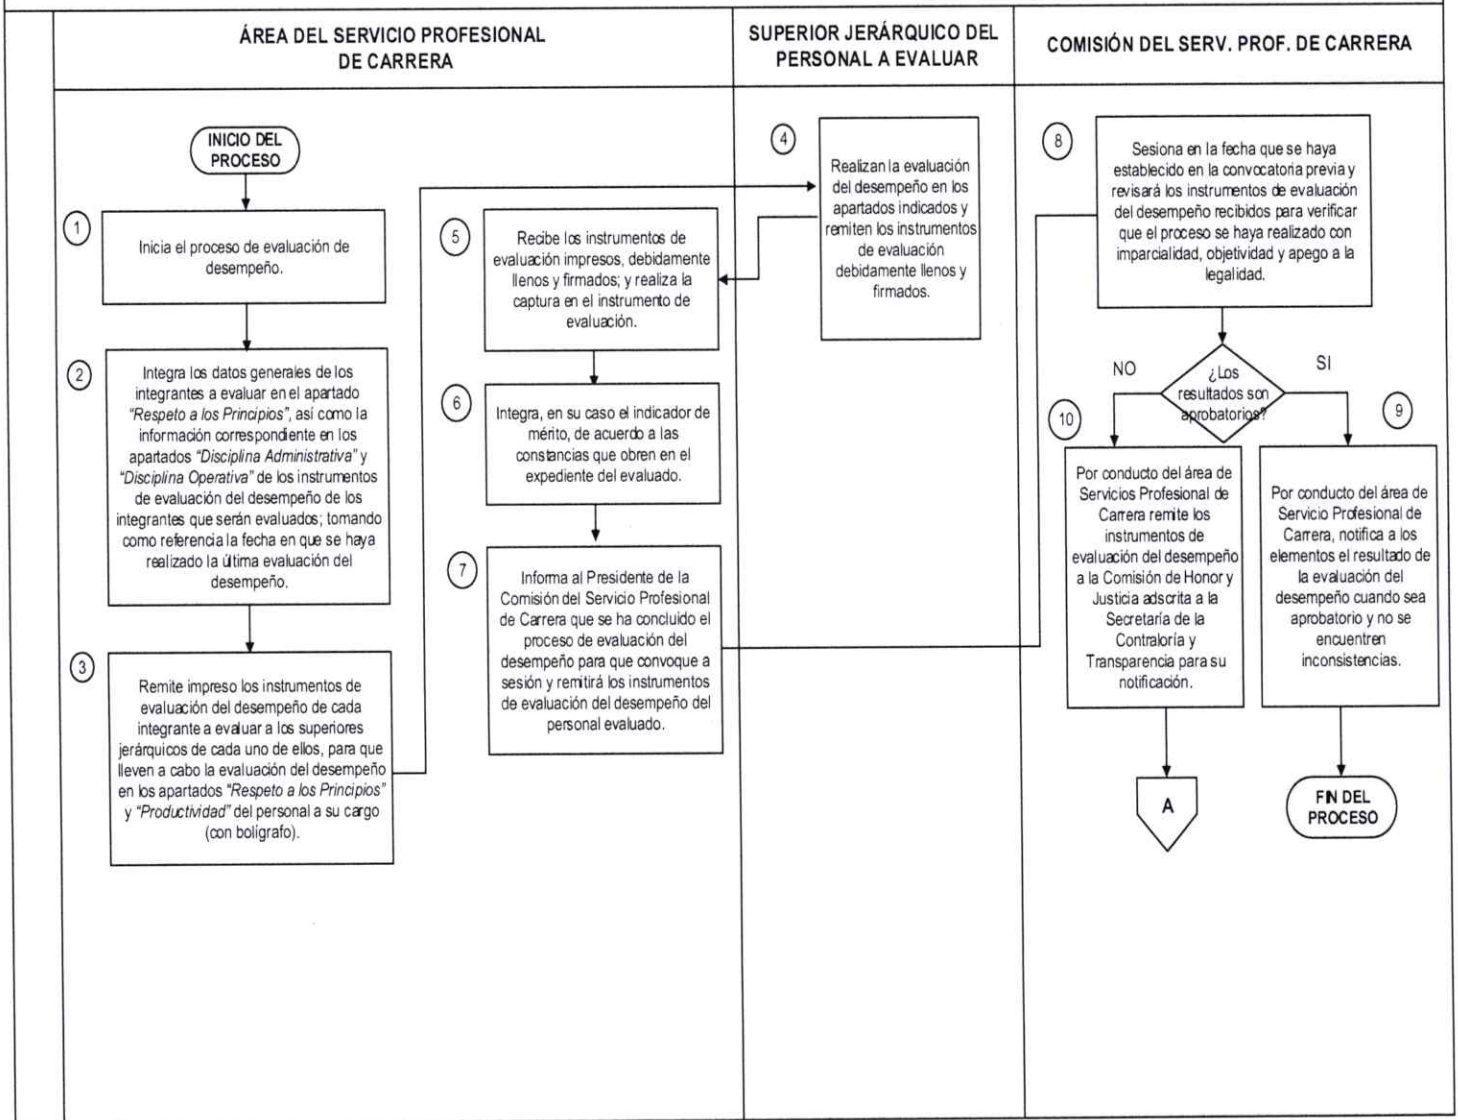 ÁREA DEL SERVICIO PROFESIONAL
DE CARRERA
SUPERIOR JERÁRQUICO DEL
PERSONAL A EVALUAR
COMISIÓN DEL SERV. PROF. DE CARRERA
INICIO DEL
PROCESO
1
Inicia el proceso de evaluación de
desempeño.
2
Integra los datos generales de los
integrantes a evaluar en el apartado
"Respeto a los Principios", así como la
información correspondiente en los
apartados "Disciplina Administrativa" y
"Disciplina Operativa" de los instrumentos
de evaluación del desempeño de los
integrantes que serán evaluados; tomando
como referencia la fecha en que se haya
realizado la última evaluación del
desempeño.
3
Remite impreso los instrumentos de
evaluación del desempeño de cada
integrante a evaluar a los superiores
jerárquicos de cada uno de ellos, para que
lleven a cabo la evaluación del desempeño
en los apartados "Respeto a los Principios"
y "Productividad" del personal a su cargo
(con bolígrafo).
4
Realizan la evaluación
del desempeño en los
apartados indicados y
remiten los instrumentos
de evaluación
debidamente llenos y
firmados.
5
Recibe los instrumentos de
evaluación impresos, debidamente
llenos y firmados; y realiza la
captura en el instrumento de
evaluación.
6
Integra, en su caso el indicador de
mérito, de acuerdo a las
constancias que obren en el
expediente del evaluado.
7
Informa al Presidente de la
Comisión del Servicio Profesional
de Carrera que se ha concluido el
proceso de evaluación del
desempeño para que convoque a
sesión y remitirá los instrumentos
de evaluación del desempeño del
personal evaluado.
8
Sesiona en la fecha que se haya
establecido en la convocatoria previa y
revisará los instrumentos de evaluación
del desempeño recibidos para verificar
que el proceso se haya realizado con
imparcialidad, objetividad y apego a la
legalidad.
NO
¿Los
resultados son
aprobatorios?
SI
10
Por conducto del área de
Servicios Profesional de
Carrera remite los
instrumentos de
evaluación del desempeño
a la Comisión de Honor y
Justicia adscrita a la
Secretaría de la
Contraloría y
Transparencia para su
notificación.
9
Por conducto del área de
Servicio Profesional de
Carrera, notifica a los
elementos el resultado de
la evaluación del
desempeño cuando sea
aprobatorio y no se
encuentren
inconsistencias.
A
FIN DEL
PROCESO